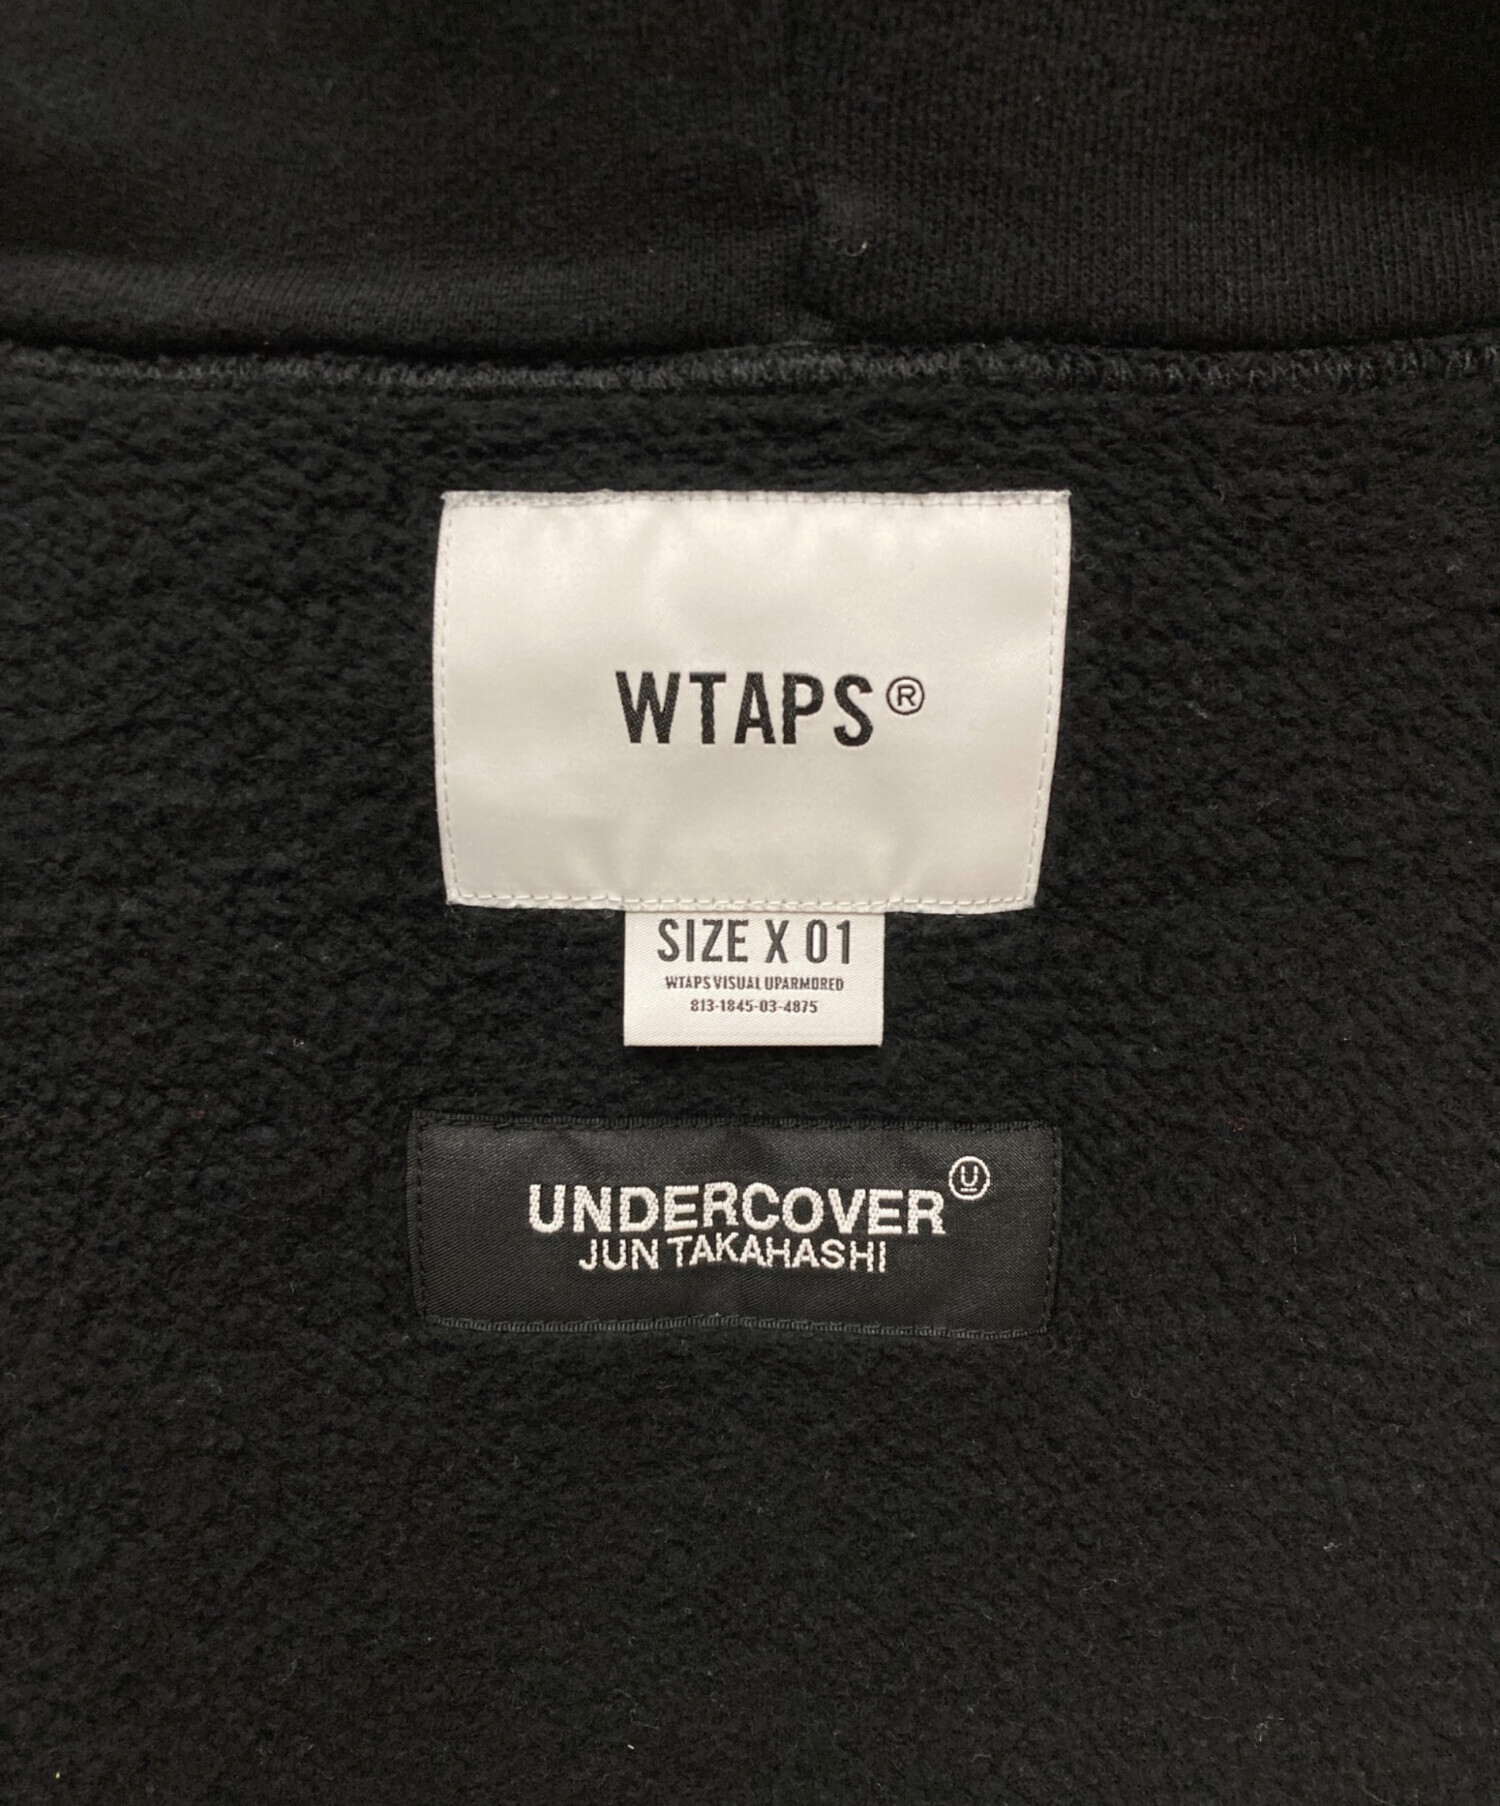 WTAPS®
SIZE X 01
WTAPS VISUAL UPARMORED
813-1845-03-4875
UNDERCOVER Ⓤ
JUN TAKAHASHI